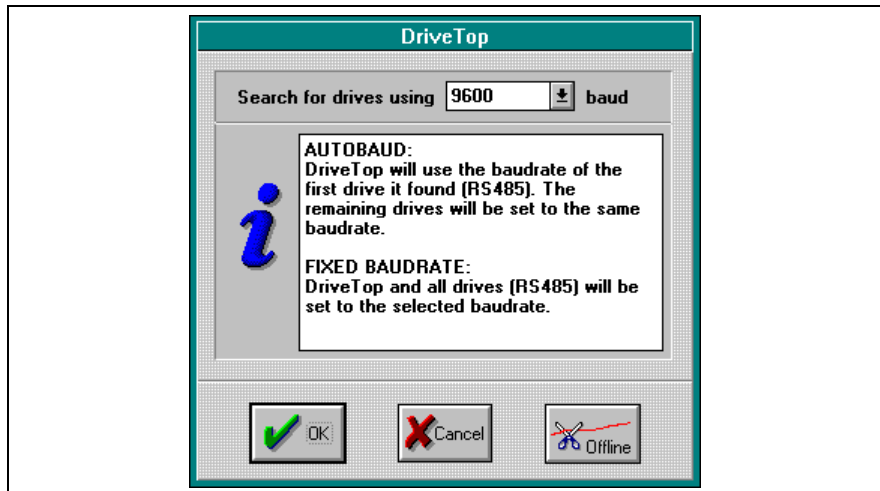 DriveTop
Search for drives using 9600 baud
AUTOBAUD:
DriveTop will use the baudrate of the
first drive it found (RS485). The
remaining drives will be set to the same
baudrate.
FIXED BAUDRATE:
DriveTop and all drives (RS485) will be
set to the selected baudrate.
OK Cancel Offline